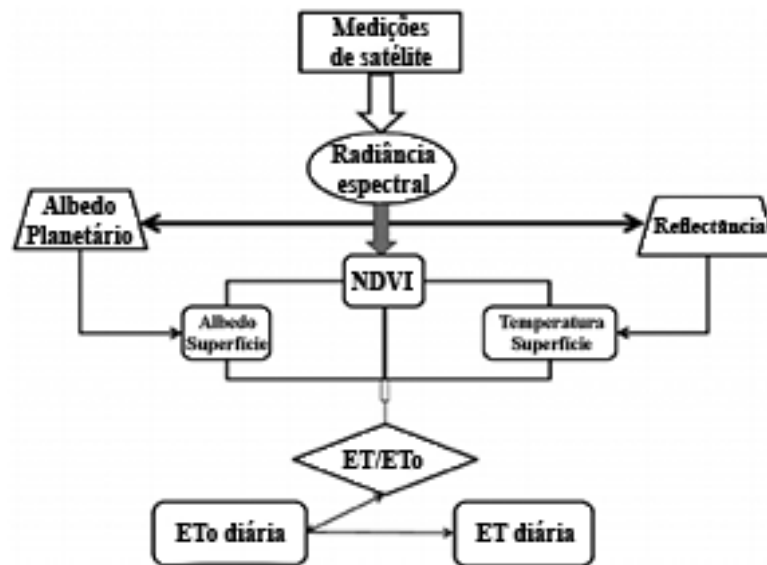 Medições
de satélite
Radiância
espectral
Albedo
Planetário
Reflectância
NDVI
Albedo
Superfície
Temperatura
Superfície
ET/ETo
ETo diária
ET diária